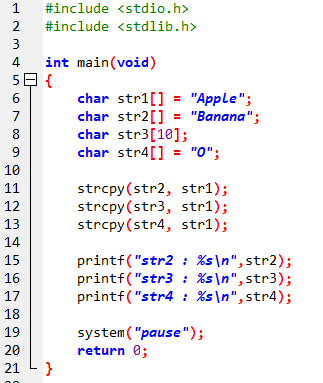 1 #include <stdio.h>
2 #include <stdlib.h>
3
4 int main(void)
5 {
6 char str1[] = "Apple";
7 char str2[] = "Banana";
8 char str3[10];
9 char str4[] = "O";
10
11 strcpy(str2, str1);
12 strcpy(str3, str1);
13 strcpy(str4, str1);
14
15 printf("str2 : %s\n",str2);
16 printf("str3 : %s\n",str3);
17 printf("str4 : %s\n",str4);
18
19 system("pause");
20 return 0;
21 }